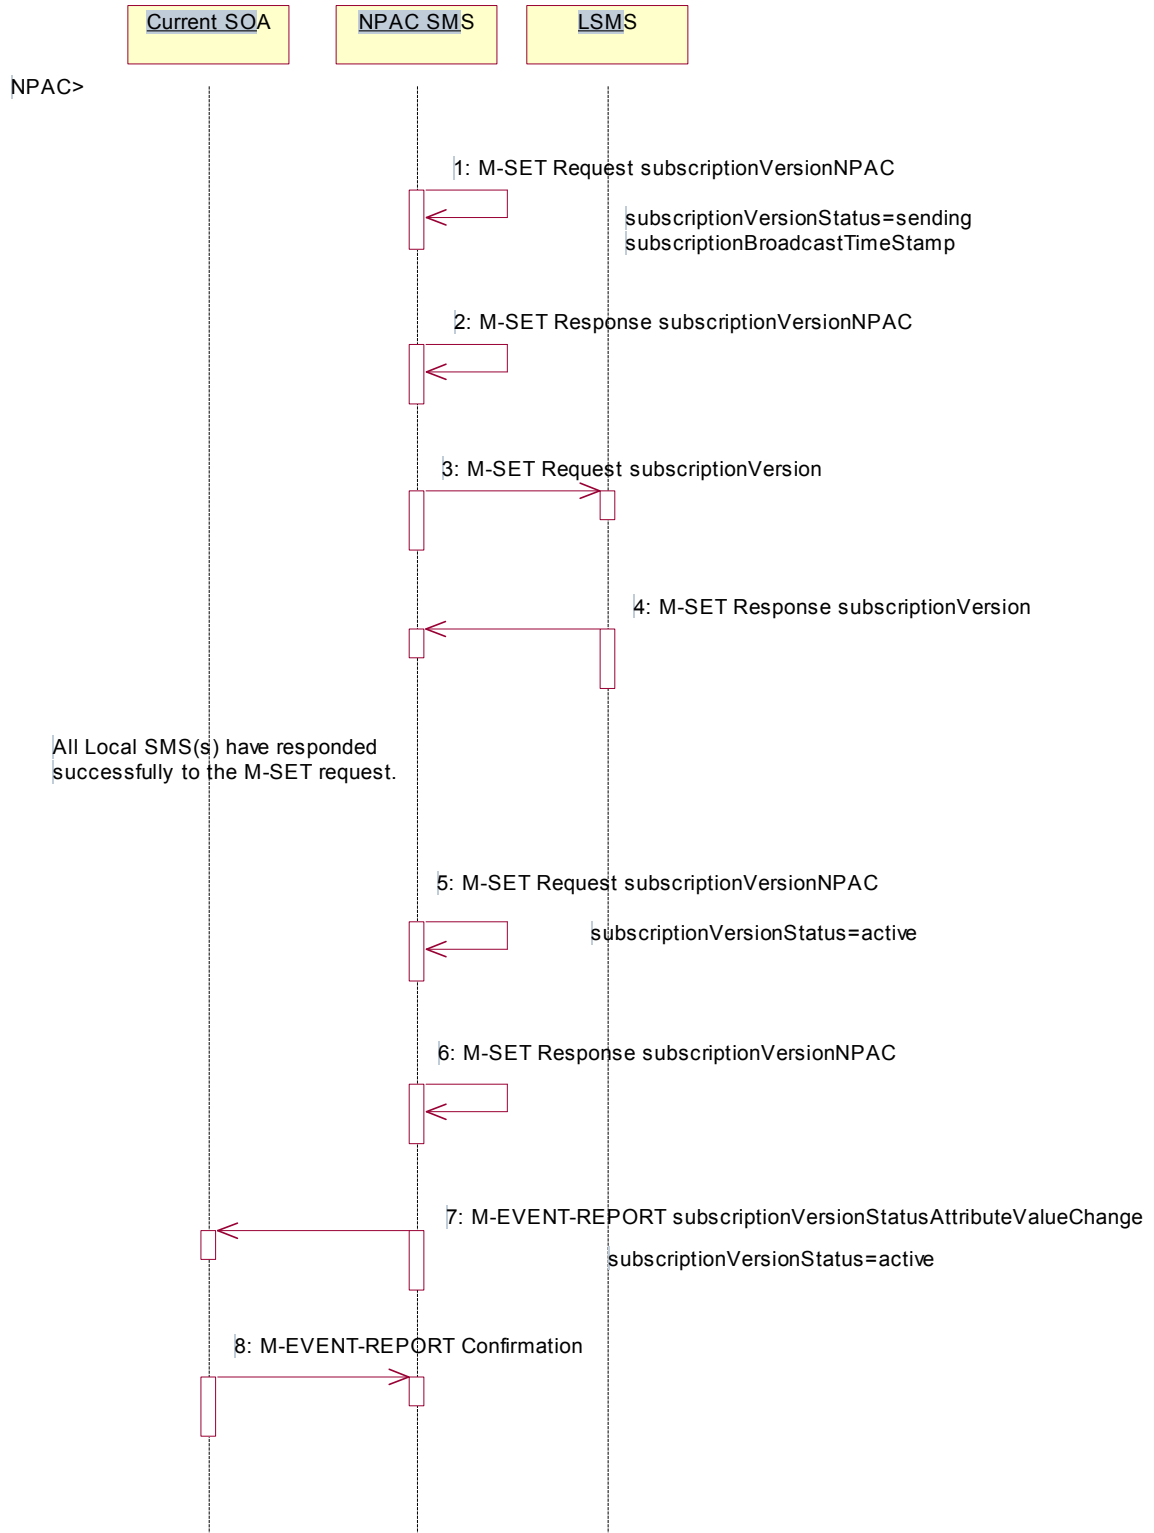 Current SOA
NPAC SMS
LSMS
NPAC>
1: M-SET Request subscriptionVersionNPAC
subscriptionVersionStatus=sending
subscriptionBroadcastTimeStamp
2: M-SET Response subscriptionVersionNPAC
3: M-SET Request subscriptionVersion
4: M-SET Response subscriptionVersion
All Local SMS(s) have responded
successfully to the M-SET request.
5: M-SET Request subscriptionVersionNPAC
subscriptionVersionStatus=active
6: M-SET Response subscriptionVersionNPAC
7: M-EVENT-REPORT subscriptionVersionStatusAttributeValueChange
subscriptionVersionStatus=active
8: M-EVENT-REPORT Confirmation